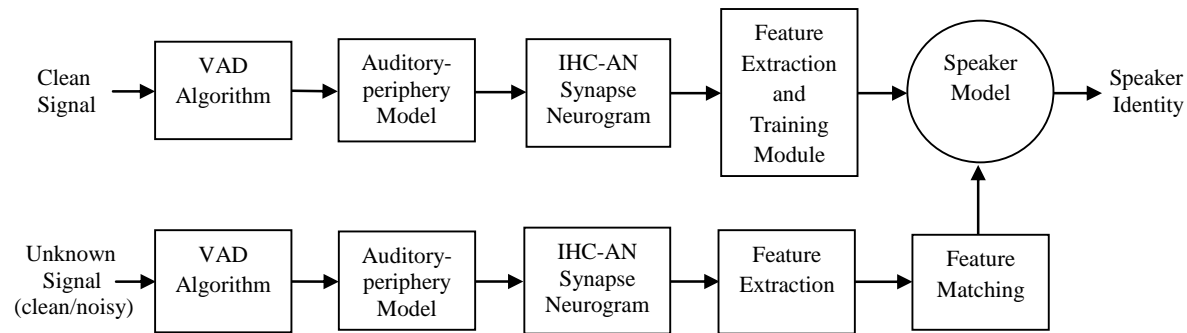 Clean
Signal
VAD
Algorithm
Auditory-
periphery
Model
IHC-AN
Synapse
Neurogram
Feature
Extraction
and
Training
Module
Speaker
Model
Speaker
Identity
Unknown
Signal
(clean/noisy)
VAD
Algorithm
Auditory-
periphery
Model
IHC-AN
Synapse
Neurogram
Feature
Extraction
Feature
Matching